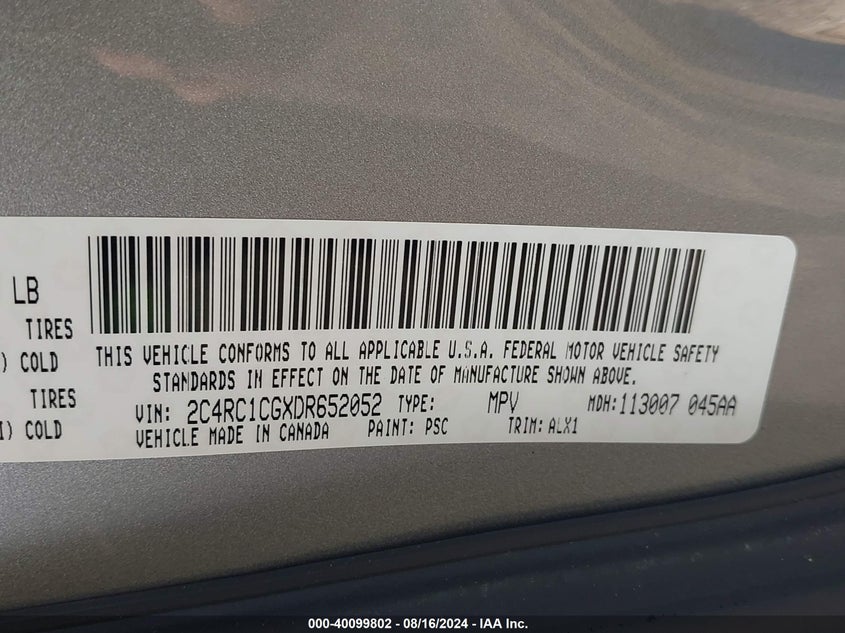 LB
TIRES
) COLD
TIRES
I) COLD
THIS VEHICLE CONFORMS TO ALL APPLICABLE U.S.A. FEDERAL MOTOR VEHICLE SAFETY
STANDARDS IN EFFECT ON THE DATE OF MANUFACTURE SHOWN ABOVE.
VIN: 2C4RC1CGXDR652052 TYPE: MPV MDH:113007 045AA
VEHICLE MADE IN CANADA PAINT: PSC TRIM: ALX1
000-40099802 - 08/16/2024 - IAA Inc.